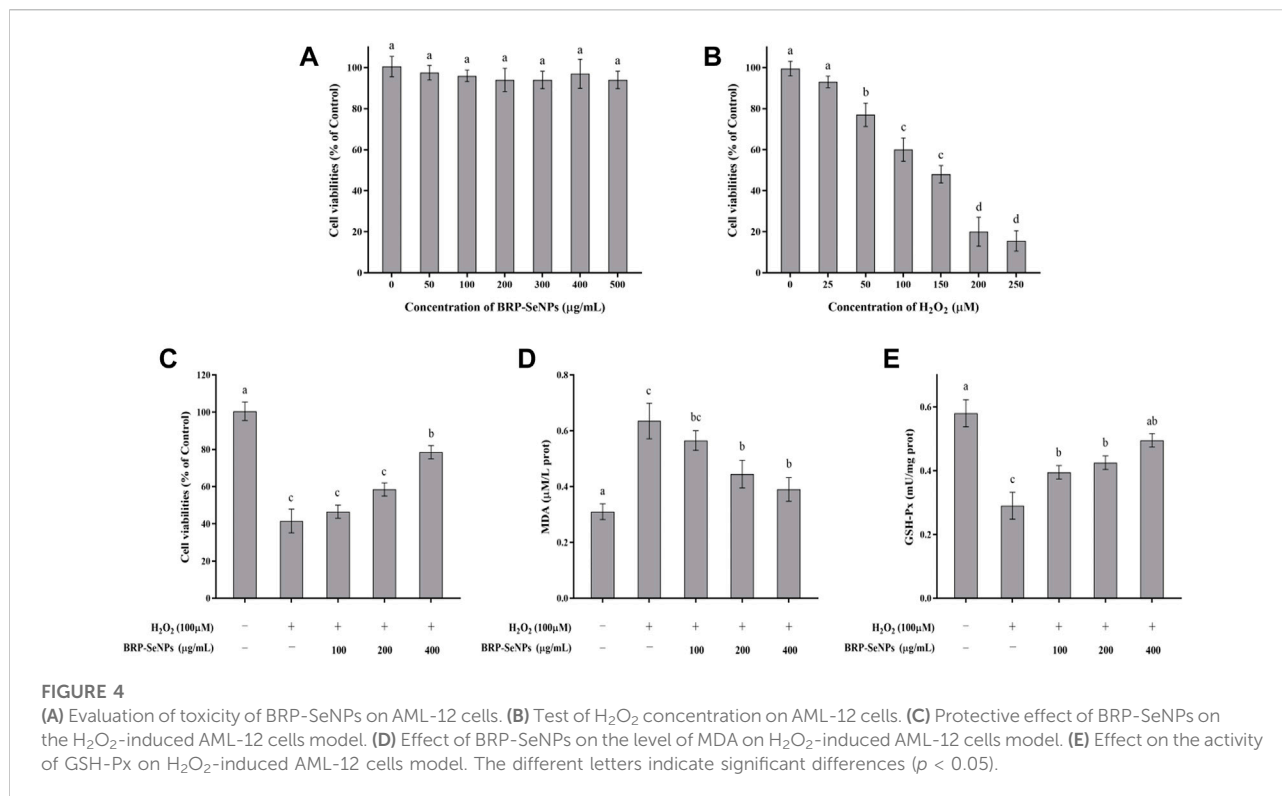 A
a a a a a a a
Cell viabilities (% of Control)
100
80
60
40
20
0
0 50 100 200 300 400 500
Concentration of BRP-SeNPs (μg/mL)
B
a a b c c d d
Cell viabilities (% of Control)
100
80
60
40
20
0
0 25 50 100 150 200 250
Concentration of H₂O₂ (μM)
C
a c c c b
Cell viabilities (% of Control)
120
100
80
60
40
20
0
H₂O₂ (100μM) − + + + +
BRP-SeNPs (μg/mL) − − 100 200 400
D
a c bc b b
MDA (μM/L prot)
0.8
0.6
0.4
0.2
0.0
H₂O₂ (100μM) − + + + +
BRP-SeNPs (μg/mL) − − 100 200 400
E
a c b b ab
GSH-Px (mU/mg prot)
0.6
0.4
0.2
0.0
H₂O₂ (100μM) − + + + +
BRP-SeNPs (μg/mL) − − 100 200 400
FIGURE 4
(A) Evaluation of toxicity of BRP-SeNPs on AML-12 cells. (B) Test of H₂O₂ concentration on AML-12 cells. (C) Protective effect of BRP-SeNPs on
the H₂O₂-induced AML-12 cells model. (D) Effect of BRP-SeNPs on the level of MDA on H₂O₂-induced AML-12 cells model. (E) Effect on the activity
of GSH-Px on H₂O₂-induced AML-12 cells model. The different letters indicate significant differences (p < 0.05).